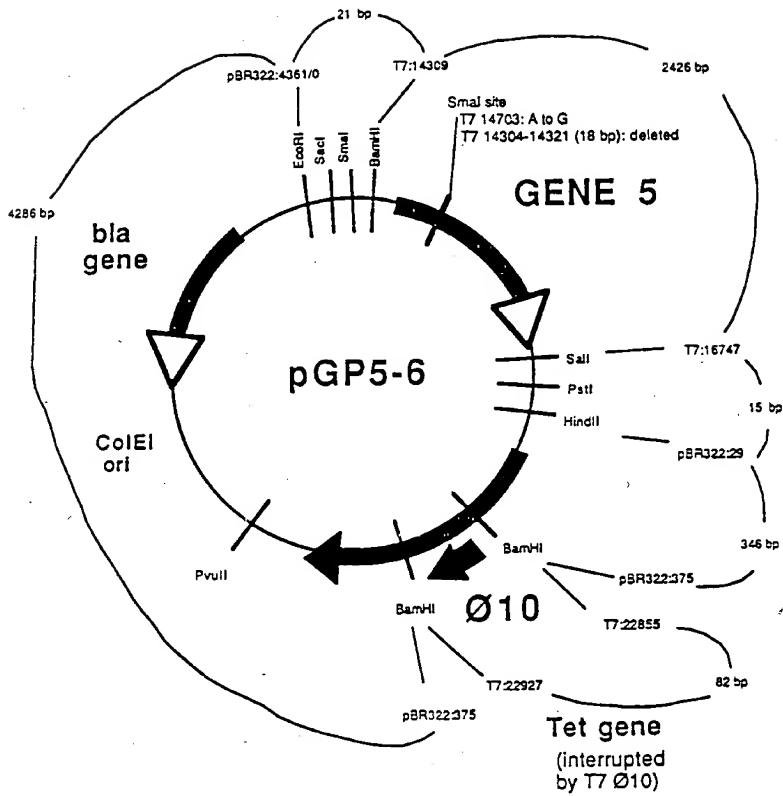 21 bp
pBR322:4361/0
T7:14309
2426 bp
SmaI site
T7 14703: A to G
T7 14304-14321 (18 bp): deleted
EcoRI
SacI
SmaI
BamHI
GENE 5
4286 bp
bla
gene
pGP5-6
SalI
T7:16747
PstI
15 bp
HindII
ColEI
ori
pBR322:29
346 bp
BamHI
pBR322:375
PvuII
BamHI
Ø10
T7:22855
T7:22927
82 bp
pBR322:375
Tet gene
(interrupted
by T7 Ø10)